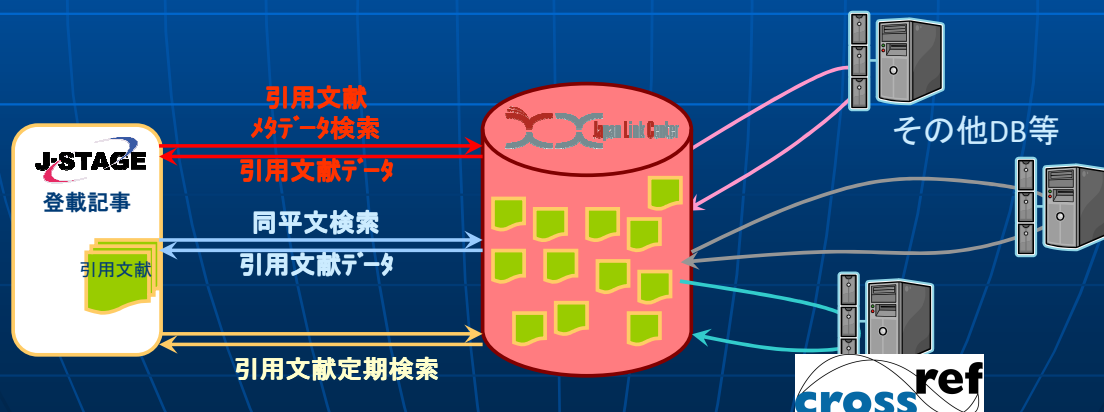 J-STAGE
登載記事
引用文献
引用文献
ﾒﾀﾃﾞｰﾀ検索
引用文献ﾃﾞｰﾀ
同平文検索
引用文献ﾃﾞｰﾀ
引用文献定期検索
Japan Link Center
その他DB等
cross
ref